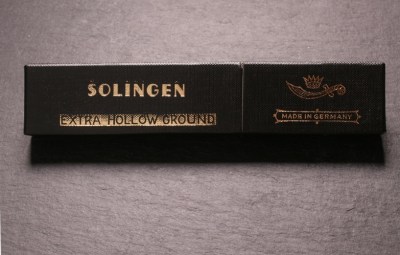 SOLINGEN
EXTRA HOLLOW GROUND
MADE IN GERMANY